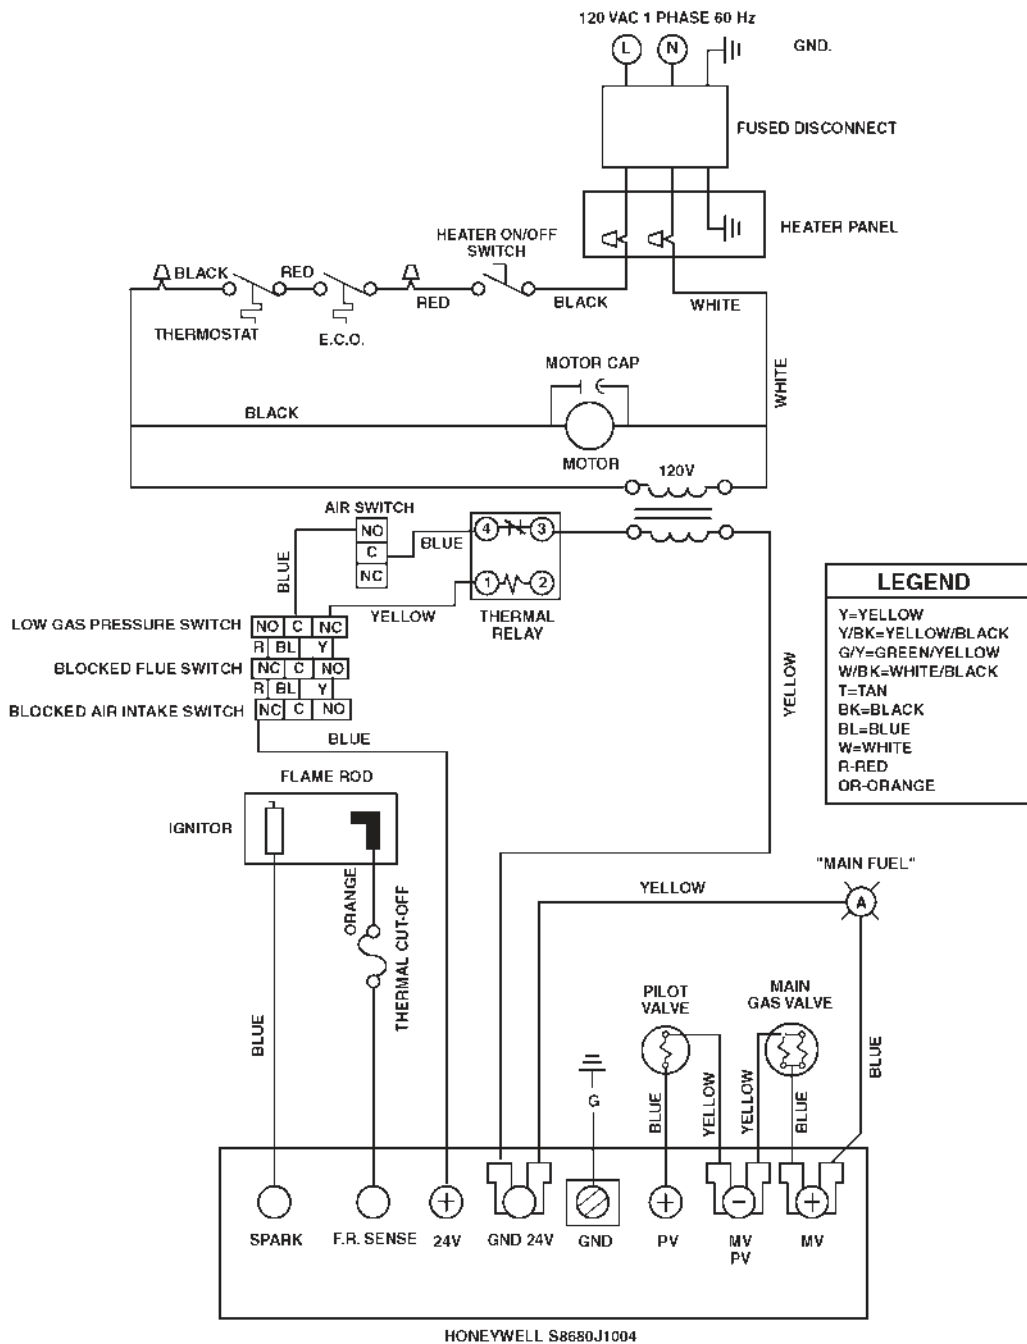 120 VAC 1 PHASE 60 Hz
L
N
GND.
FUSED DISCONNECT
HEATER PANEL
HEATER ON/OFF
SWITCH
BLACK
RED
RED
BLACK
WHITE
THERMOSTAT
E.C.O.
MOTOR CAP
WHITE
BLACK
MOTOR
120V
AIR SWITCH
NO
C
NC
BLUE
4
3
1
2
BLUE
YELLOW
THERMAL
RELAY
LOW GAS PRESSURE SWITCH
NO C NC
R BL Y
BLOCKED FLUE SWITCH
NC C NO
R BL Y
BLOCKED AIR INTAKE SWITCH
NC C NO
BLUE
YELLOW
LEGEND
Y=YELLOW
Y/BK=YELLOW/BLACK
G/Y=GREEN/YELLOW
W/BK=WHITE/BLACK
T=TAN
BK=BLACK
BL=BLUE
W=WHITE
R-RED
OR-ORANGE
FLAME ROD
IGNITOR
ORANGE
THERMAL CUT-OFF
BLUE
"MAIN FUEL"
YELLOW
A
PILOT
VALVE
MAIN
GAS VALVE
G
BLUE
YELLOW
YELLOW
BLUE
BLUE
+
+
−
+
SPARK
F.R. SENSE
24V
GND 24V
GND
PV
MV
PV
MV
HONEYWELL S8680J1004